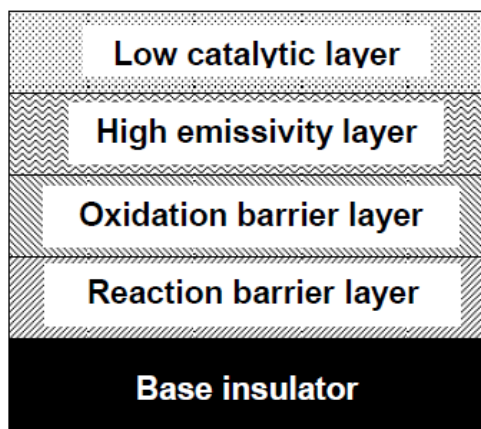 Low catalytic layer
High emissivity layer
Oxidation barrier layer
Reaction barrier layer
Base insulator